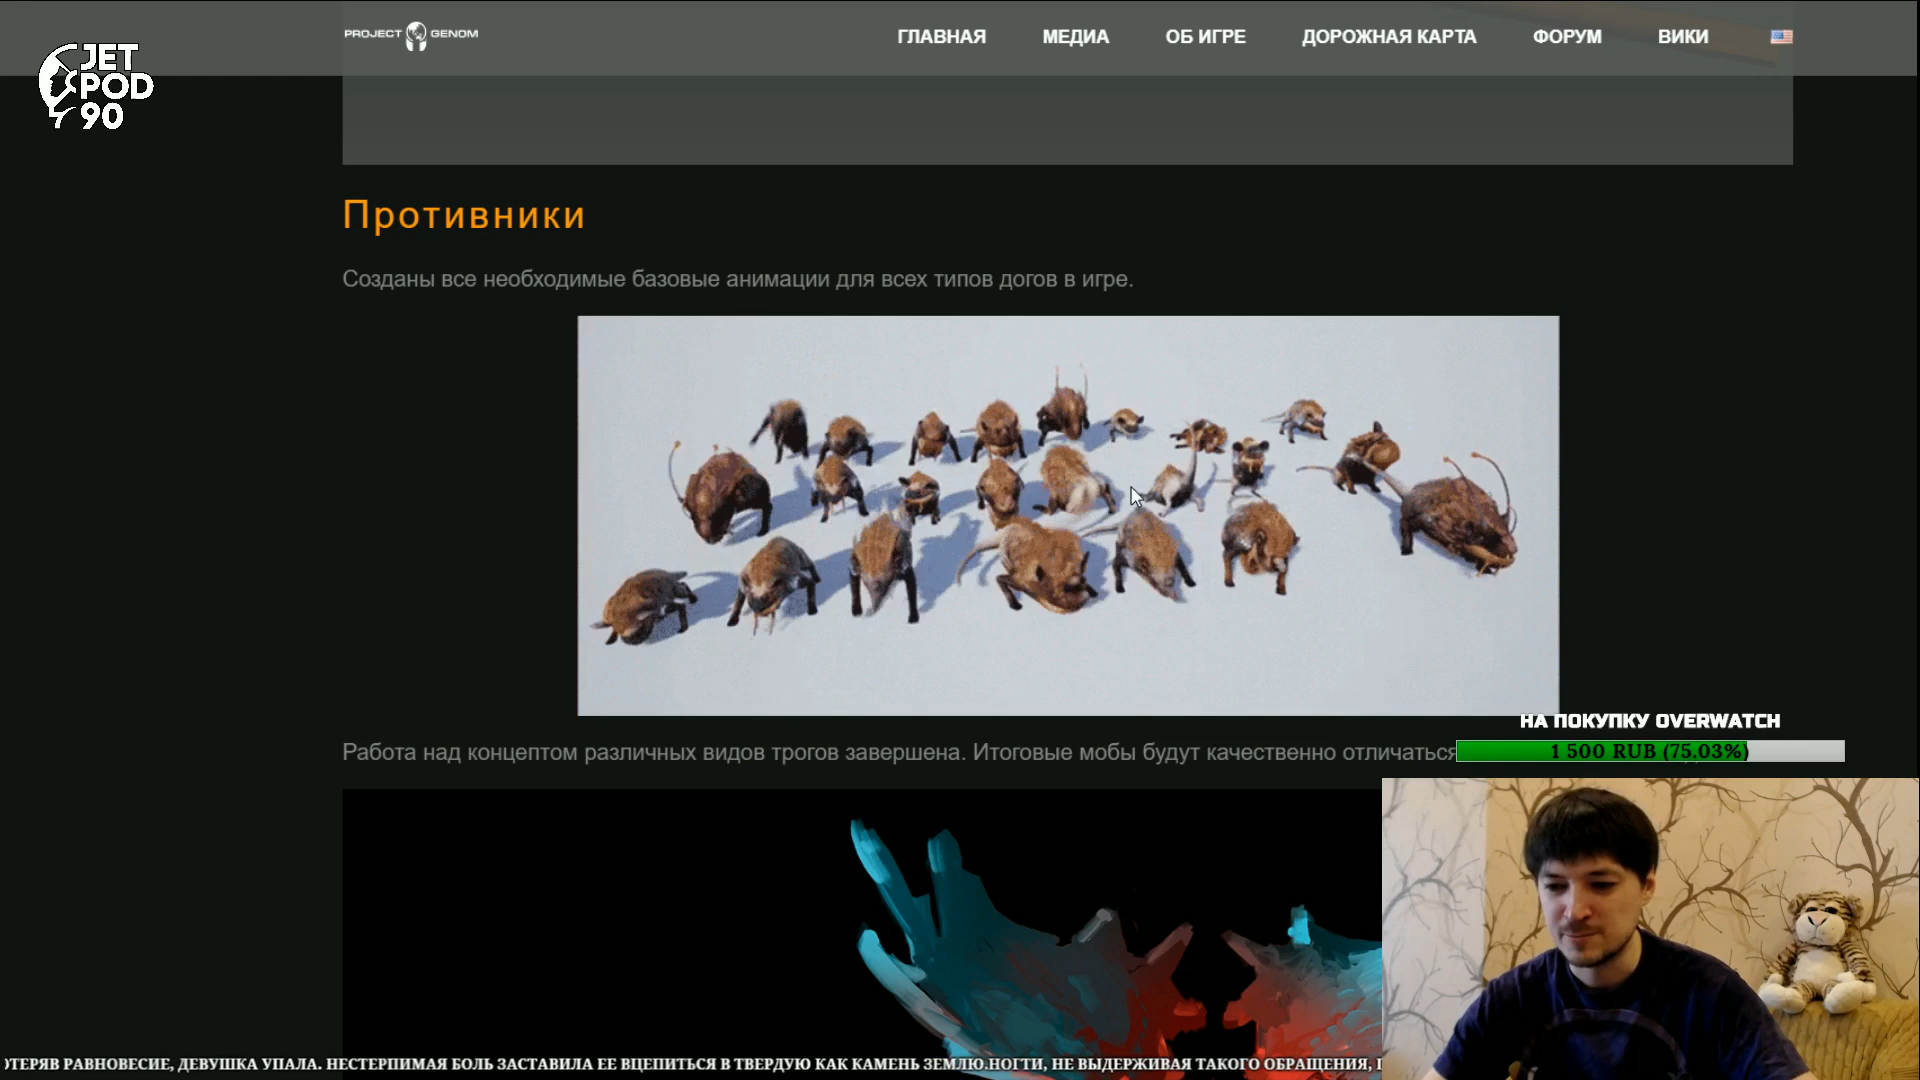 PROJECT GENOM
ГЛАВНАЯ МЕДИА ОБ ИГРЕ ДОРОЖНАЯ КАРТА ФОРУМ ВИКИ
JET
POD
90
Противники
Созданы все необходимые базовые анимации для всех типов догов в игре.
НА ПОКУПКУ OVERWATCH
1 500 RUB (75.03%)
Работа над концептом различных видов трогов завершена. Итоговые мобы будут качественно отличаться
РАВНОВЕСИЕ, ДЕВУШКА УПАЛА. НЕСТЕРПИМАЯ БОЛЬ ЗАСТАВИЛА ЕЕ ВЦЕПИТЬСЯ В ТВЕРДУЮ КАК КАМЕНЬ ЗЕМЛЮ.НОГТИ, НЕ ВЫДЕРЖИВАЯ ТАКОГО ОБРАЩЕНИЯ,